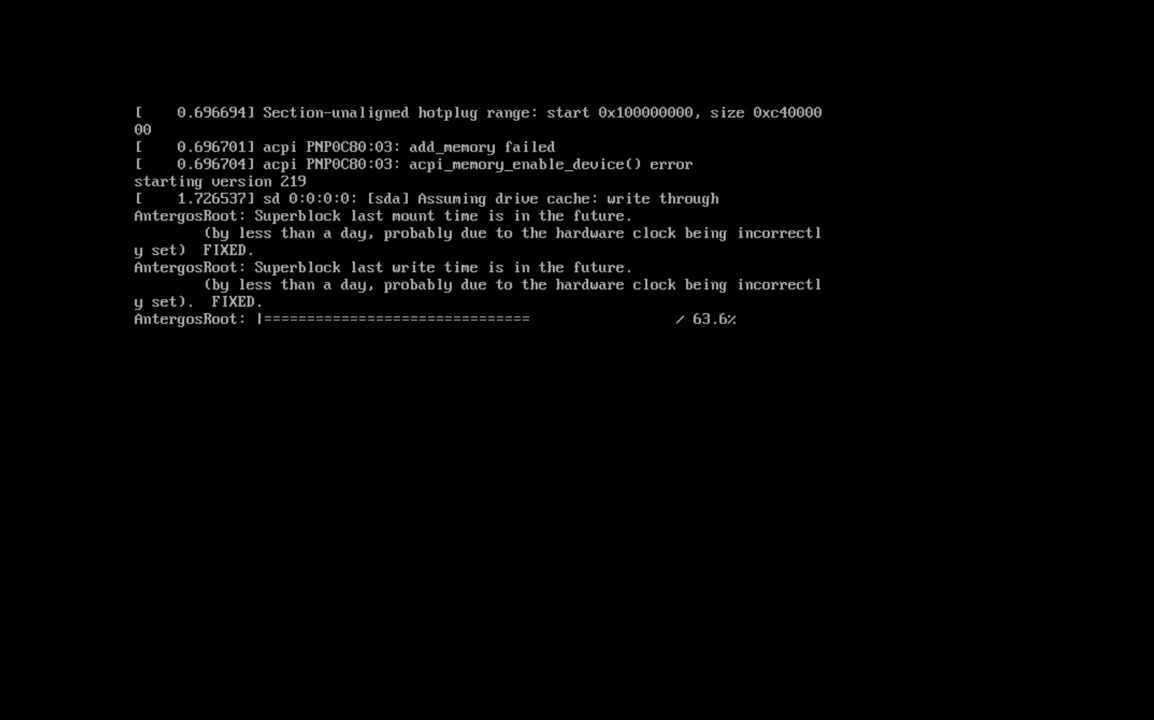 [    0.696694] Section-unaligned hotplug range: start 0x100000000, size 0xc40000
00
[    0.696701] acpi PNP0C80:03: add_memory failed
[    0.696704] acpi PNP0C80:03: acpi_memory_enable_device() error
starting version 219
[    1.726537] sd 0:0:0:0: [sda] Assuming drive cache: write through
AntergosRoot: Superblock last mount time is in the future.
        (by less than a day, probably due to the hardware clock being incorrectl
y set)  FIXED.
AntergosRoot: Superblock last write time is in the future.
        (by less than a day, probably due to the hardware clock being incorrectl
y set).  FIXED.
AntergosRoot: |===============================                 / 63.6%